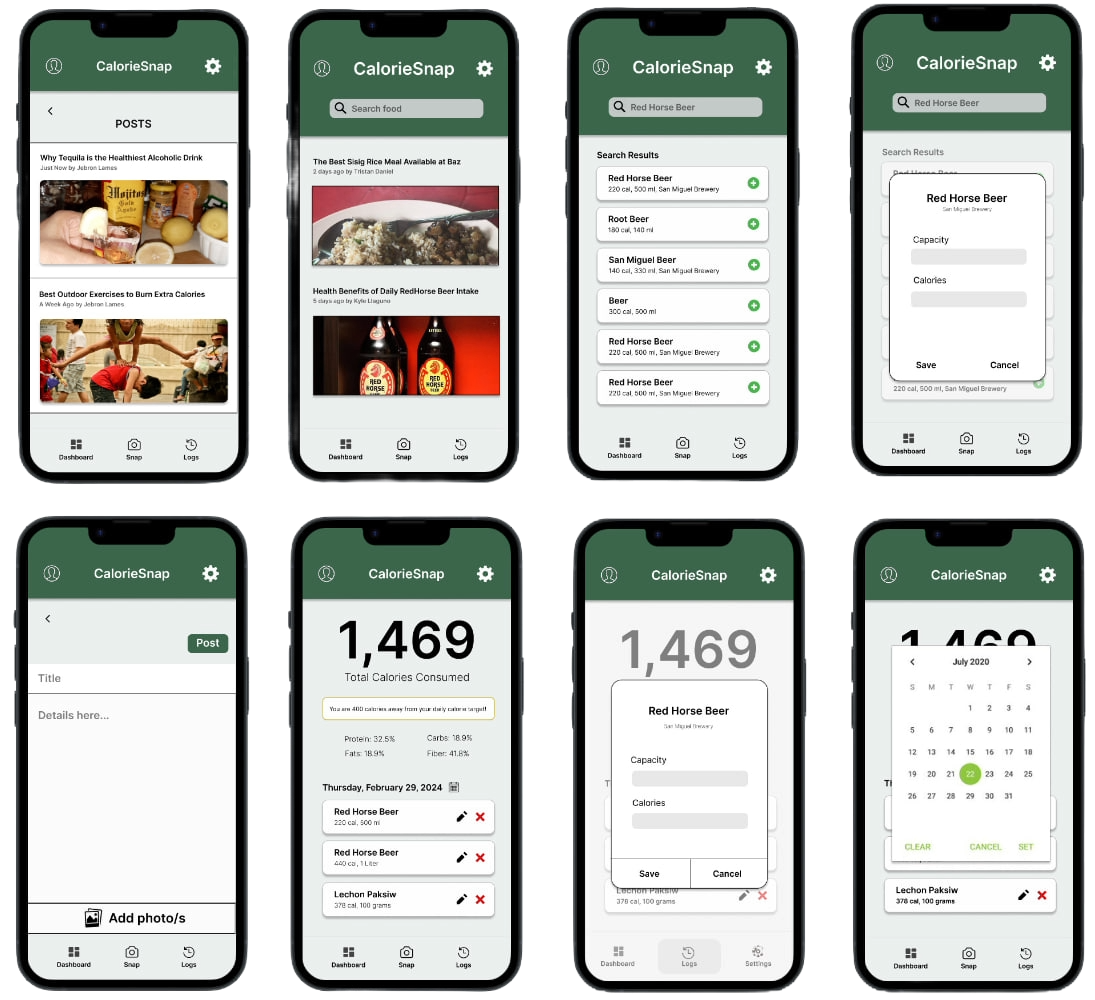 CalorieSnap
POSTS
Why Tequila is the Healthiest Alcoholic Drink
Just Now by Jebron Lames
Mojitos
Gold
Best Outdoor Exercises to Burn Extra Calories
A Week Ago by Jebron Lames
Dashboard Snap Logs
CalorieSnap
Search food
The Best Sisig Rice Meal Available at Baz
2 days ago by Tristan Daniel
Health Benefits of Daily RedHorse Beer Intake
5 days ago by Kyle Llaguno
RED
HORSE
BEER
RED
HORSE
BEER
Dashboard Snap Logs
CalorieSnap
Red Horse Beer
Search Results
Red Horse Beer
220 cal, 500 ml, San Miguel Brewery
Root Beer
180 cal, 140 ml
San Miguel Beer
140 cal, 330 ml, San Miguel Brewery
Beer
300 cal, 500 ml
Red Horse Beer
220 cal, 500 ml, San Miguel Brewery
Red Horse Beer
220 cal, 500 ml, San Miguel Brewery
Dashboard Snap Logs
CalorieSnap
Red Horse Beer
Search Results
Red Horse Beer
Red Horse Beer
San Miguel Brewery
Capacity
Calories
Save Cancel
220 cal, 500 ml, San Miguel Brewery
Dashboard Snap Logs
CalorieSnap
Post
Title
Details here...
Add photo/s
Dashboard Snap Logs
CalorieSnap
1,469
Total Calories Consumed
You are 400 calories away from your daily calorie target!
Protein: 32.5% Carbs: 18.9%
Fats: 18.9% Fiber: 41.8%
Thursday, February 29, 2024
Red Horse Beer
220 cal, 500 ml
Red Horse Beer
440 cal, 1 Liter
Lechon Paksiw
378 cal, 100 grams
Dashboard Snap Logs
CalorieSnap
1,469
Red Horse Beer
San Miguel Brewery
Capacity
Calories
Save Cancel
Lechon Paksiw
378 cal, 100 grams
Dashboard Logs Settings
CalorieSnap
1,469
July 2020
S M T W T F S
1 2 3 4
5 6 7 8 9 10 11
12 13 14 15 16 17 18
19 20 21 22 23 24 25
26 27 28 29 30 31
CLEAR CANCEL SET
Lechon Paksiw
378 cal, 100 grams
Dashboard Snap Logs